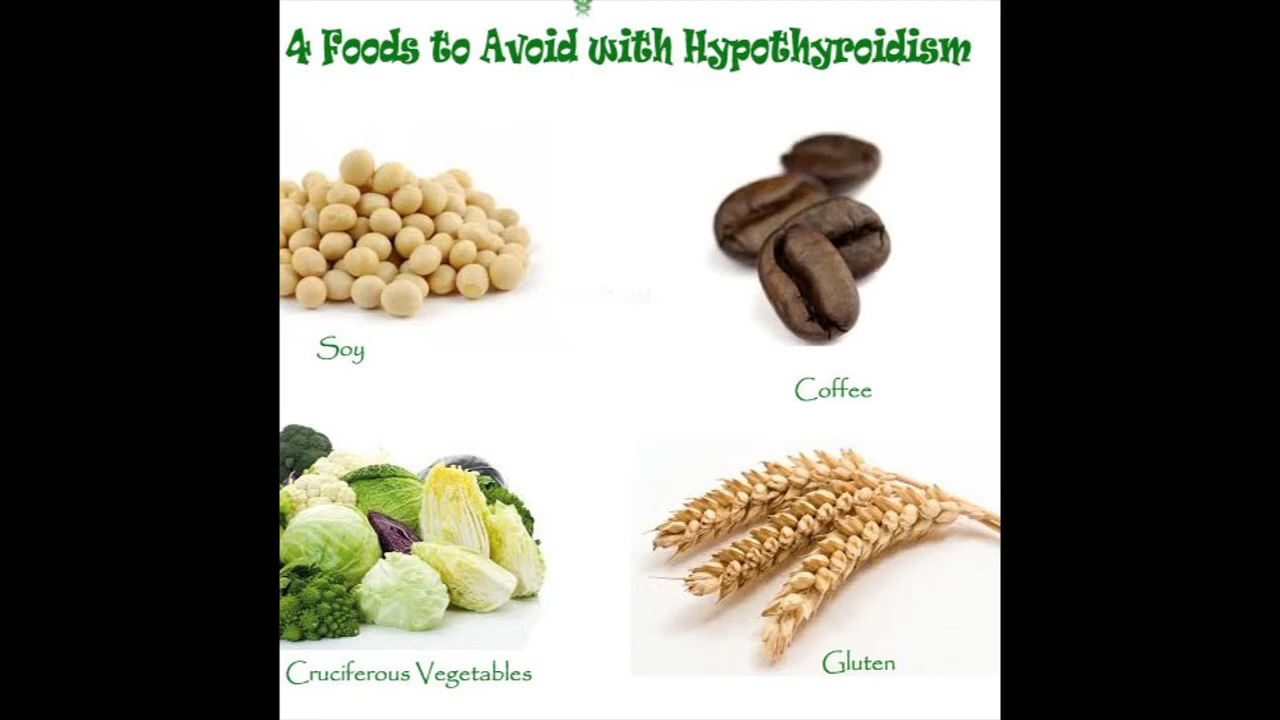 4 Foods to Avoid with Hypothyroidism
Soy
Coffee
Cruciferous Vegetables
Gluten